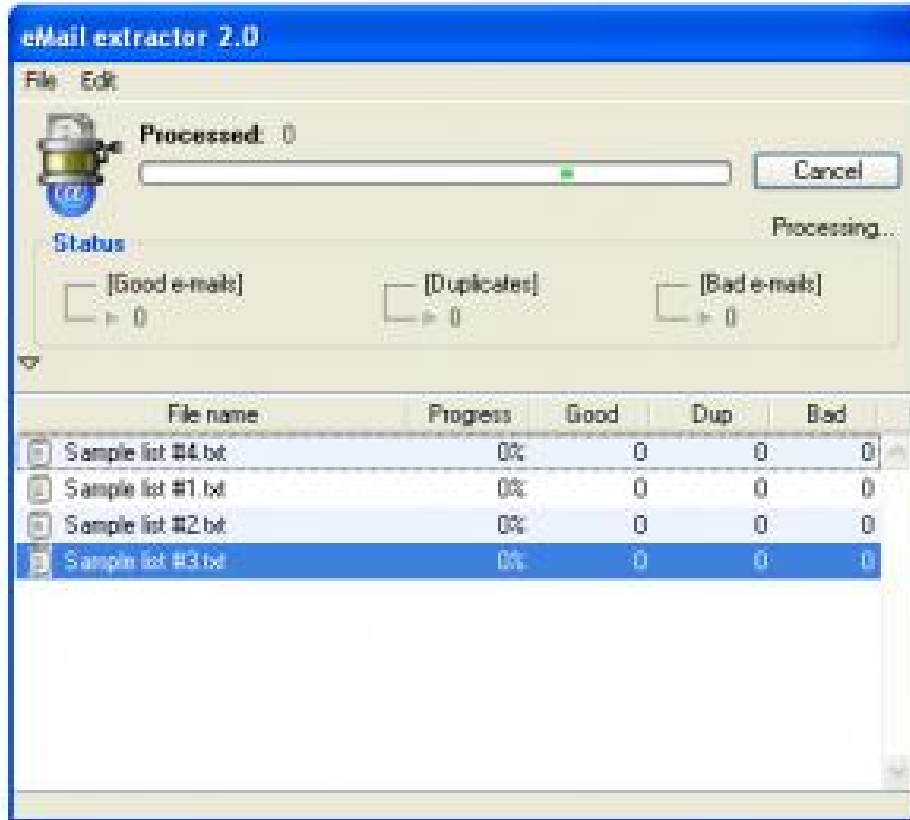 eMail extractor 2.0
File Edit
Processed: 0
Cancel
Processing...
Status
[Good e-mails] [Duplicates] [Bad e-mails]
0 0 0
File name Progress Good Dup Bad
Sample list #4.txt 0% 0 0 0
Sample list #1.txt 0% 0 0 0
Sample list #2.txt 0% 0 0 0
Sample list #3.txt 0% 0 0 0